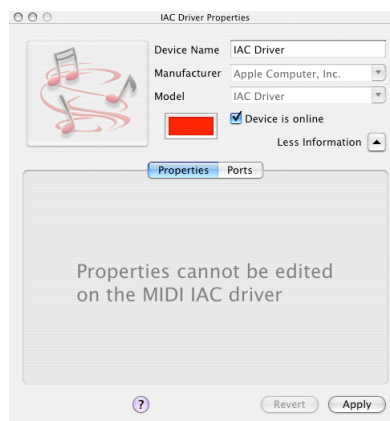 IAC Driver Properties
Device Name IAC Driver
Manufacturer Apple Computer, Inc.
Model IAC Driver
Device is online
Less Information
Properties Ports
Properties cannot be edited
on the MIDI IAC driver
? Revert Apply